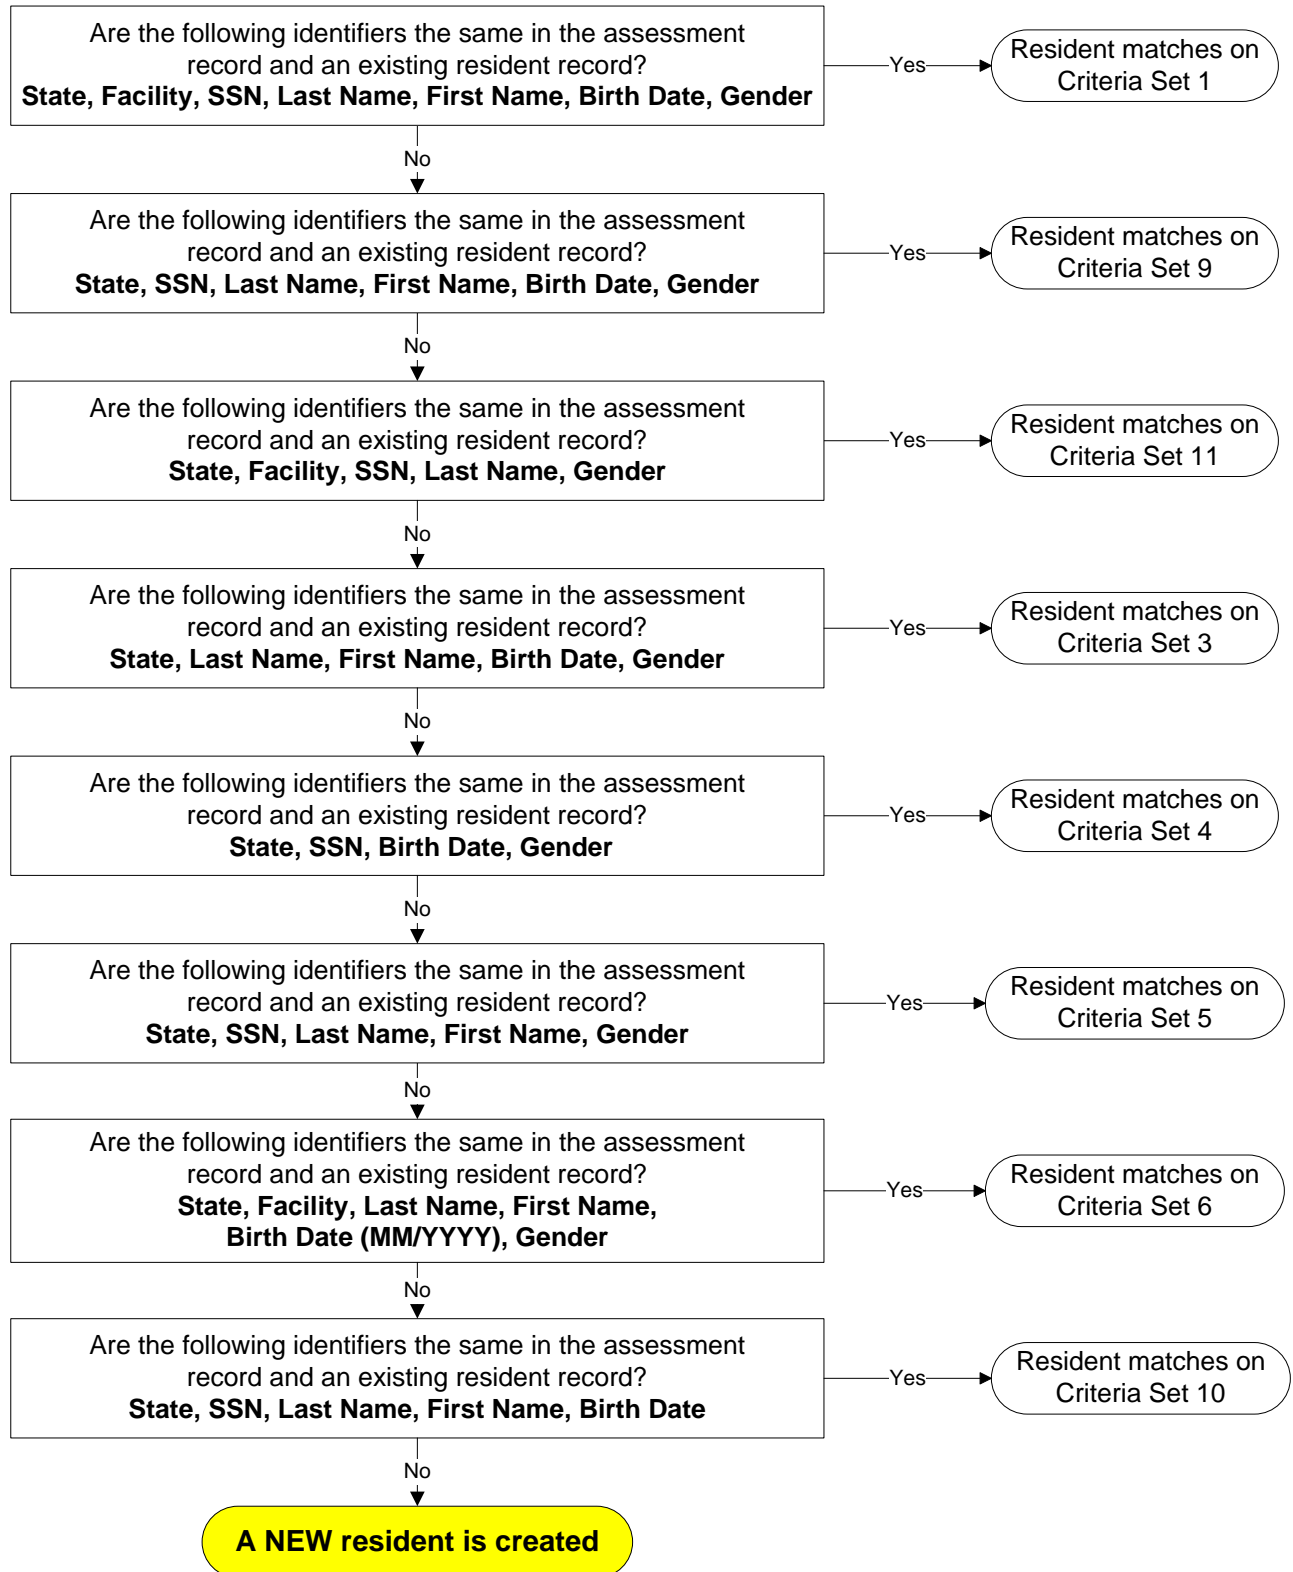 Are the following identifiers the same in the assessment
record and an existing resident record?
State, Facility, SSN, Last Name, First Name, Birth Date, Gender
Yes
Resident matches on
Criteria Set 1
No
Are the following identifiers the same in the assessment
record and an existing resident record?
State, SSN, Last Name, First Name, Birth Date, Gender
Yes
Resident matches on
Criteria Set 9
No
Are the following identifiers the same in the assessment
record and an existing resident record?
State, Facility, SSN, Last Name, Gender
Yes
Resident matches on
Criteria Set 11
No
Are the following identifiers the same in the assessment
record and an existing resident record?
State, Last Name, First Name, Birth Date, Gender
Yes
Resident matches on
Criteria Set 3
No
Are the following identifiers the same in the assessment
record and an existing resident record?
State, SSN, Birth Date, Gender
Yes
Resident matches on
Criteria Set 4
No
Are the following identifiers the same in the assessment
record and an existing resident record?
State, SSN, Last Name, First Name, Gender
Yes
Resident matches on
Criteria Set 5
No
Are the following identifiers the same in the assessment
record and an existing resident record?
State, Facility, Last Name, First Name,
Birth Date (MM/YYYY), Gender
Yes
Resident matches on
Criteria Set 6
No
Are the following identifiers the same in the assessment
record and an existing resident record?
State, SSN, Last Name, First Name, Birth Date
Yes
Resident matches on
Criteria Set 10
No
A NEW resident is created